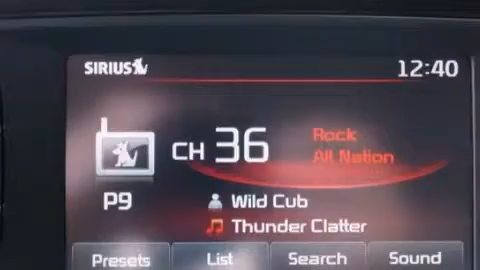 SIRIUS
12:40
CH 36
Rock
All Nation
P9
Wild Cub
Thunder Clatter
Presets
List
Search
Sound